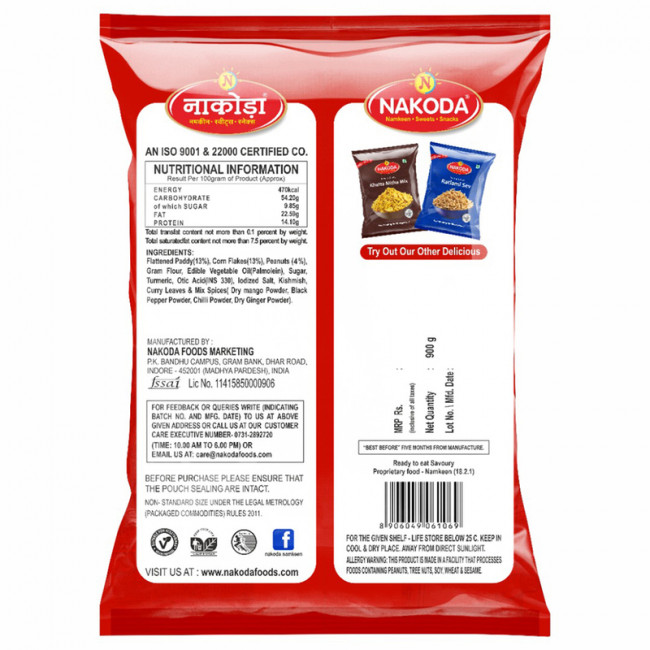 N
नाकोड़ा
नमकीन • स्वीट्स • स्नेक्स
AN ISO 9001 & 22000 CERTIFIED CO.
NUTRITIONAL INFORMATION
Result Per 100gram of Product (Approx)
ENERGY 470kcal
CARBOHYDRATE 54.20g
of which SUGAR 9.85g
FAT 22.50g
PROTEIN 14.10g
Total transfat content not more than 0.1 percent by weight.
Total saturatedfat content not more than 7.5 percent by weight.
INGREDIENTS:
Flattened Paddy(13%), Corn Flakes(13%), Peanuts (4%),
Gram Flour, Edible Vegetable Oil(Palmolein), Sugar,
Turmeric, Otic Acid(INS 330), Iodized Salt, Kishmish,
Curry Leaves & Mix Spices( Dry mango Powder, Black
Pepper Powder, Chilli Powder, Dry Ginger Powder).
MANUFACTURED BY :
NAKODA FOODS MARKETING
P.K. BANDHU CAMPUS, GRAM BANK, DHAR ROAD,
INDORE - 452001 (MADHYA PARDESH), INDIA
fssai Lic No. 11415850000906
FOR FEEDBACK OR QUERIES WRITE (INDICATING
BATCH NO. AND MFG. DATE) TO US AT ABOVE
GIVEN ADDRESS OR CALL US AT OUR CUSTOMER
CARE EXECUTIVE NUMBER- 0731-2892720
(TIME: 10.00 AM TO 6.00 PM) OR
EMAIL US AT: care@nakodafoods.com
BEFORE PURCHASE PLEASE ENSURE THAT
THE POUCH SEALING ARE INTACT.
NON- STANDARD SIZE UNDER THE LEGAL METROLOGY
(PACKAGED COMMODITIES) RULES 2011.
f
nakoda namkeen
VISIT US AT : www.nakodafoods.com
N
NAKODA®
Namkeen • Sweets • Snacks
NAKODA
Khatta Mitha Mix
NAKODA
Ratlami Sev
Try Out Our Other Delicious
MRP Rs. :
(inclusive of all taxes)
Net Quantity : 900 g
Lot No. \ Mfd. Date :
"BEST BEFORE" FIVE MONTHS FROM MANUFACTURE.
Ready to eat Savoury
Proprietary food - Namkeen (18.2.1)
8906049061069
FOR THE GIVEN SHELF - LIFE STORE BELOW 25 C. KEEP IN
COOL & DRY PLACE. AWAY FROM DIRECT SUNLIGHT.
ALLERGY WARNING: THIS PRODUCT IS MADE IN A FACILITY THAT PROCESSES
FOODS CONTAINING PEANUTS, TREE NUTS, SOY, WHEAT & SESAME.